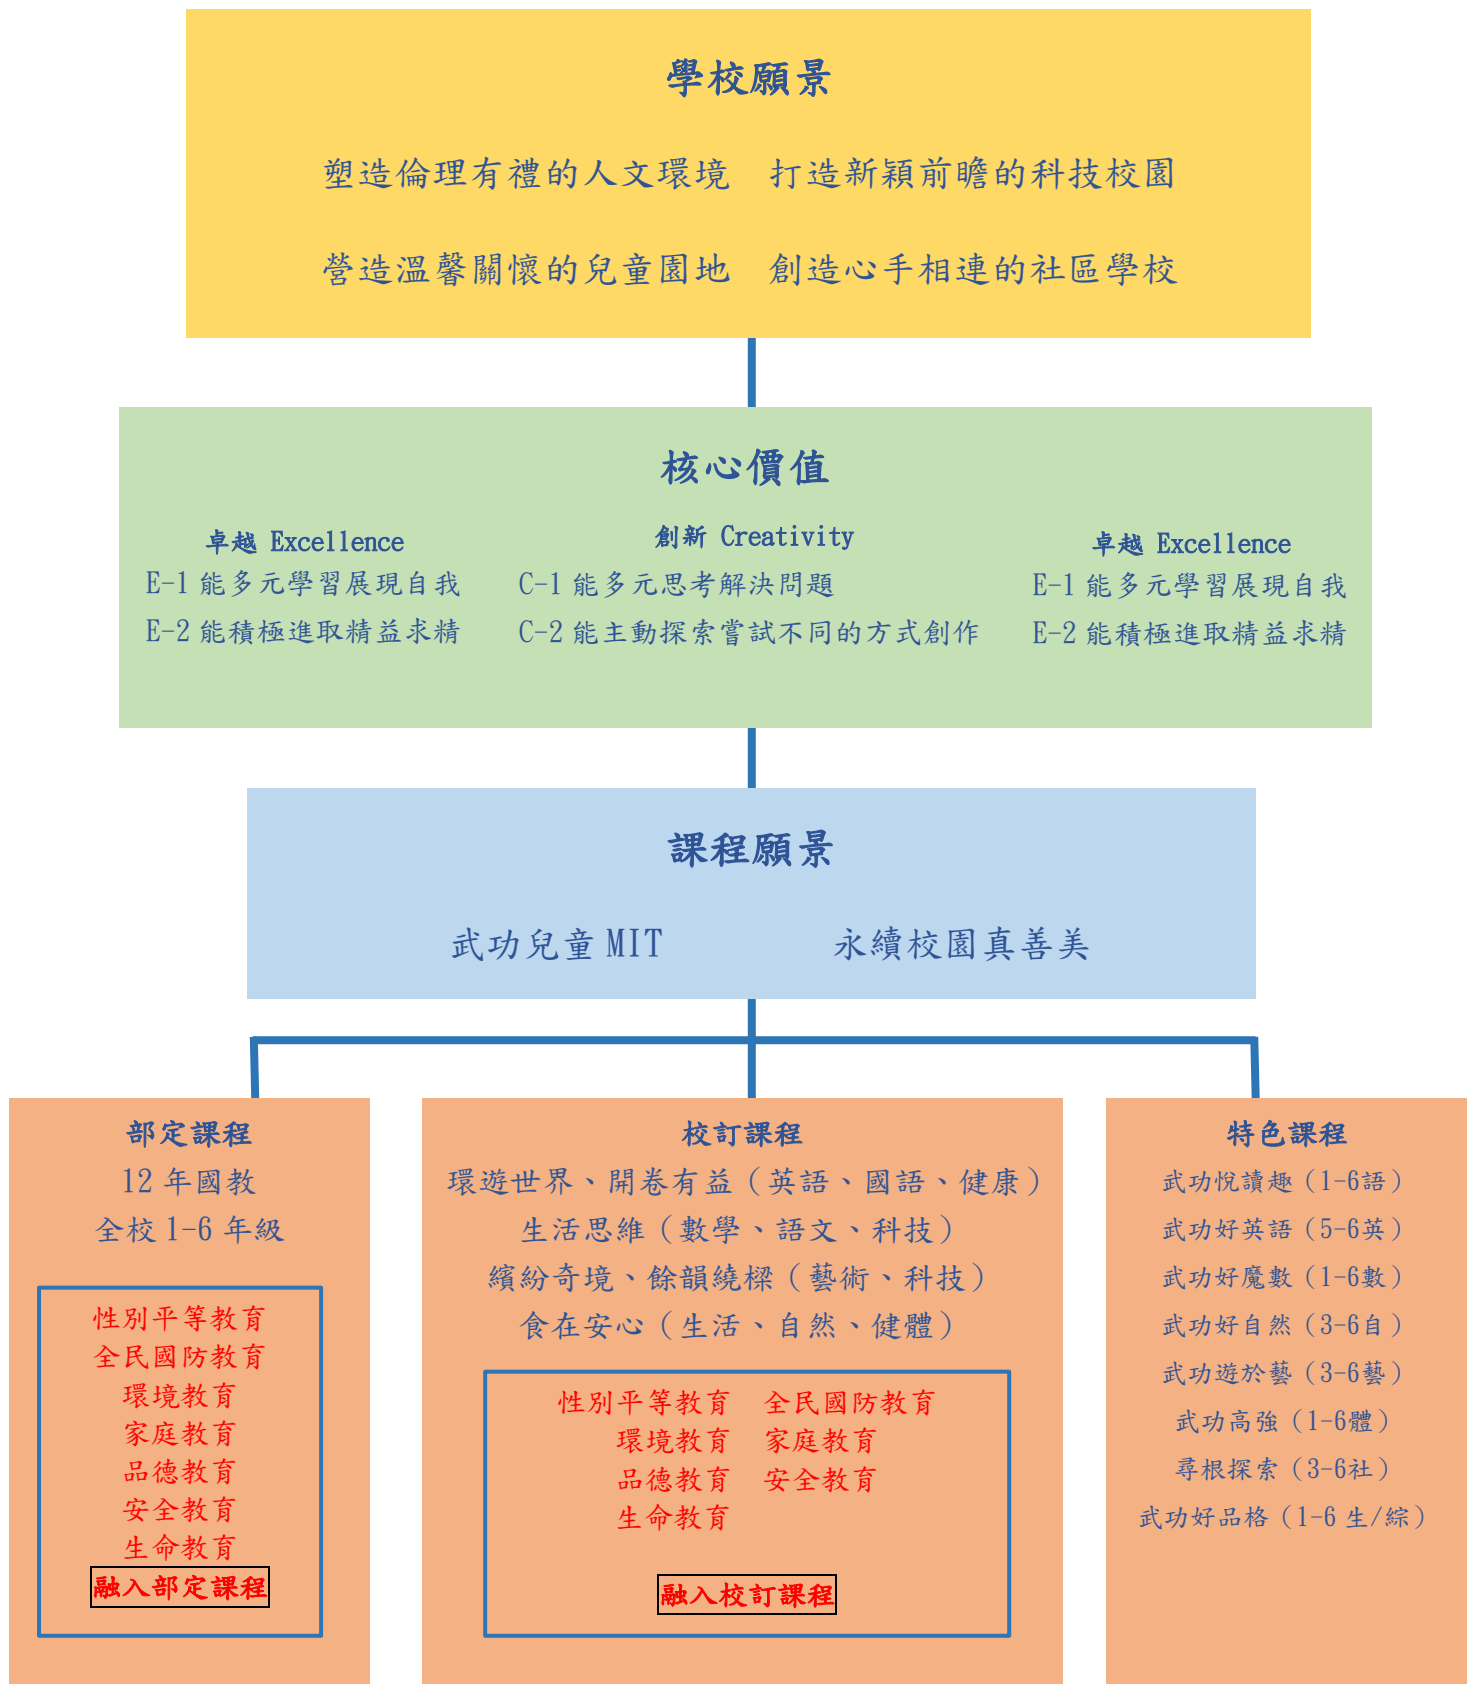 學校願景
塑造倫理有禮的人文環境　打造新穎前瞻的科技校園
營造溫馨關懷的兒童園地　創造心手相連的社區學校
核心價值
卓越 Excellence
E-1 能多元學習展現自我
E-2 能積極進取精益求精
創新 Creativity
C-1 能多元思考解決問題
C-2 能主動探索嘗試不同的方式創作
卓越 Excellence
E-1 能多元學習展現自我
E-2 能積極進取精益求精
課程願景
武功兒童 MIT　永續校園真善美
部定課程
12 年國教
全校 1-6 年級
性別平等教育
全民國防教育
環境教育
家庭教育
品德教育
安全教育
生命教育
融入部定課程
校訂課程
環遊世界、開卷有益（英語、國語、健康）
生活思維（數學、語文、科技）
繽紛奇境、餘韻繞樑（藝術、科技）
食在安心（生活、自然、健體）
性別平等教育　全民國防教育
環境教育　家庭教育
品德教育　安全教育
生命教育
融入校訂課程
特色課程
武功悅讀趣（1-6語）
武功好英語（5-6英）
武功好魔數（1-6數）
武功好自然（3-6自）
武功遊於藝（3-6藝）
武功高強（1-6體）
尋根探索（3-6社）
武功好品格（1-6 生/綜）